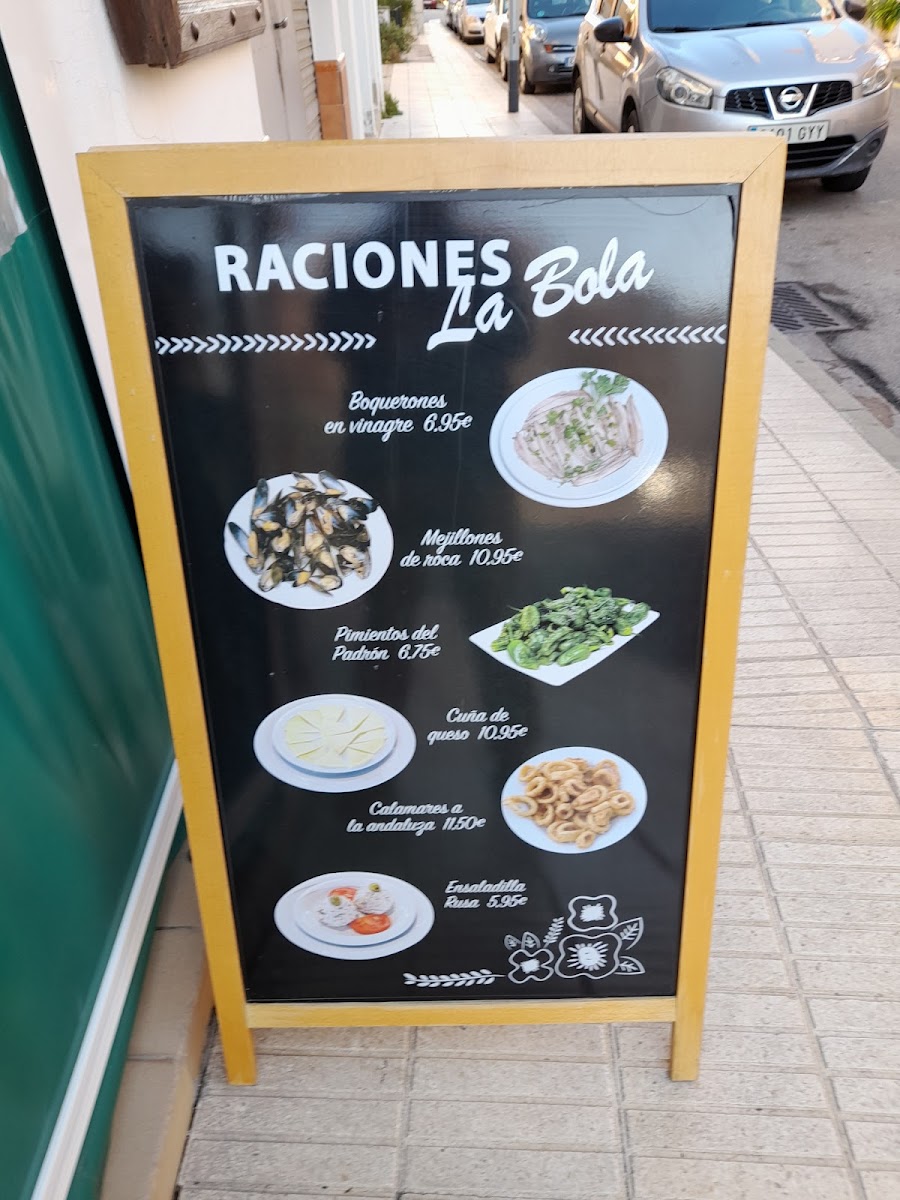 RACIONES
La Bola
Boquerones
en vinagre 6.95€
Mejillones
de roca 10.95€
Pimientos del
Padrón 6.75€
Cuña de
queso 10.95€
Calamares a
la andaluza 11.50€
Ensaladilla
Rusa 5.95€
GYY